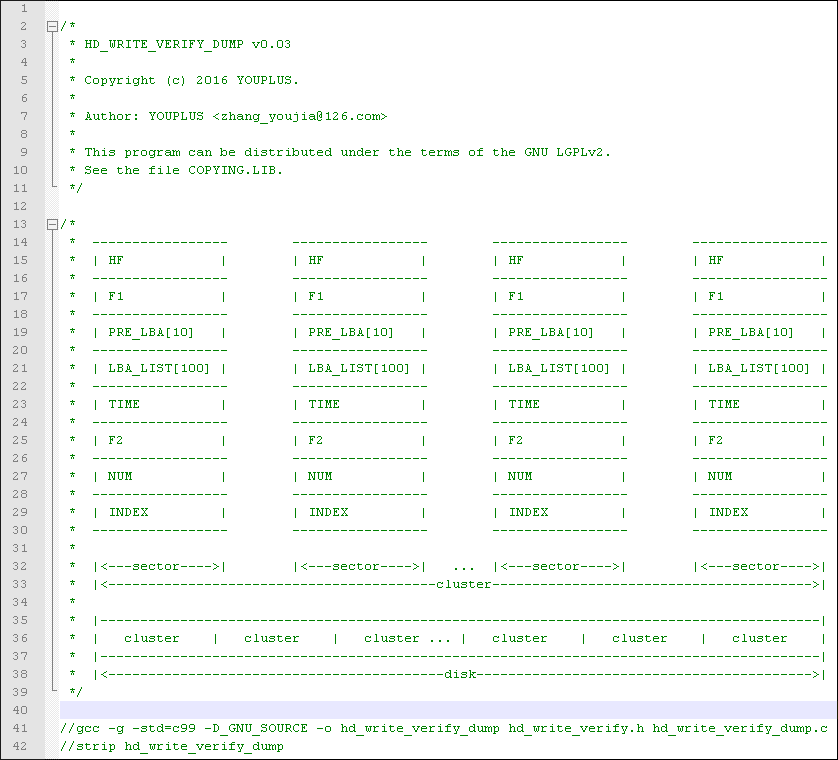 1
2 /*
3 * HD_WRITE_VERIFY_DUMP v0.03
4 *
5 * Copyright (c) 2016 YOUPLUS.
6 *
7 * Author: YOUPLUS <zhang_youjia@126.com>
8 *
9 * This program can be distributed under the terms of the GNU LGPLv2.
10 * See the file COPYING.LIB.
11 */
12
13 /*
14 * ----------------- ----------------- ----------------- -----------------
15 * | HF | | HF | | HF | | HF |
16 * ----------------- ----------------- ----------------- -----------------
17 * | F1 | | F1 | | F1 | | F1 |
18 * ----------------- ----------------- ----------------- -----------------
19 * | PRE_LBA[10] | | PRE_LBA[10] | | PRE_LBA[10] | | PRE_LBA[10] |
20 * ----------------- ----------------- ----------------- -----------------
21 * | LBA_LIST[100] | | LBA_LIST[100] | | LBA_LIST[100] | | LBA_LIST[100] |
22 * ----------------- ----------------- ----------------- -----------------
23 * | TIME | | TIME | | TIME | | TIME |
24 * ----------------- ----------------- ----------------- -----------------
25 * | F2 | | F2 | | F2 | | F2 |
26 * ----------------- ----------------- ----------------- -----------------
27 * | NUM | | NUM | | NUM | | NUM |
28 * ----------------- ----------------- ----------------- -----------------
29 * | INDEX | | INDEX | | INDEX | | INDEX |
30 * ----------------- ----------------- ----------------- -----------------
31 *
32 * |<---sector---->| |<---sector---->| ... |<---sector---->| |<---sector---->|
33 * |<-----------------------------------------cluster---------------------------------------->|
34 *
35 * |------------------------------------------------------------------------------------------|
36 * | cluster | cluster | cluster ... | cluster | cluster | cluster |
37 * |------------------------------------------------------------------------------------------|
38 * |<------------------------------------------disk------------------------------------------>|
39 */
40
41 //gcc -g -std=c99 -D_GNU_SOURCE -o hd_write_verify_dump hd_write_verify.h hd_write_verify_dump.c
42 //strip hd_write_verify_dump